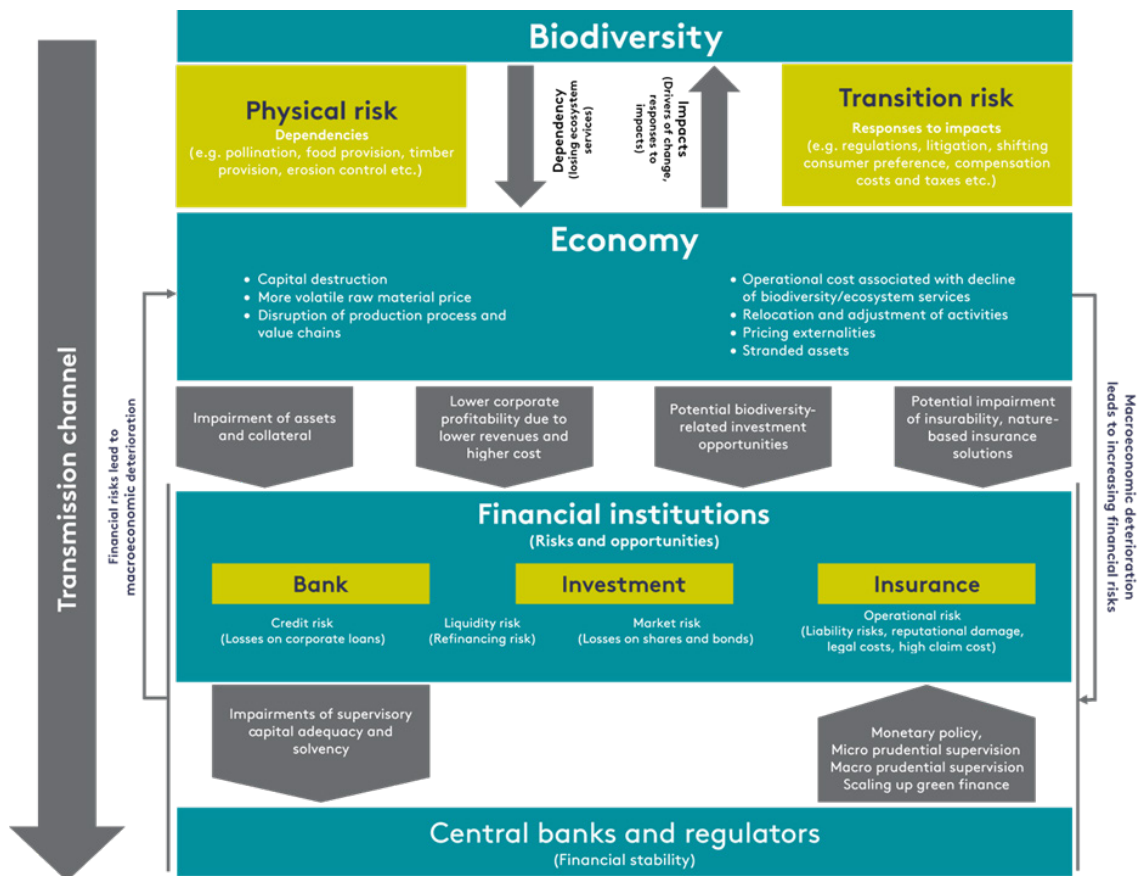 Biodiversity
Physical risk
Dependencies
(e.g. pollination, food provision, timber
provision, erosion control etc.)
Dependency
(losing ecosystem
services)
Impacts
(Drivers of change,
responses to
impacts)
Transition risk
Responses to impacts
(e.g. regulations, litigation, shifting
consumer preference, compensation
costs and taxes etc.)
Transmission channel
Economy
• Capital destruction
• More volatile raw material price
• Disruption of production process and
value chains
• Operational cost associated with decline
of biodiversity/ecosystem services
• Relocation and adjustment of activities
• Pricing externalities
• Stranded assets
Financial risks lead to
macroeconomic deterioration
Impairment of assets
and collateral
Lower corporate
profitability due to
lower revenues and
higher cost
Potential biodiversity-
related investment
opportunities
Potential impairment
of insurability, nature-
based insurance
solutions
Macroeconomic deterioration
leads to increasing financial risks
Financial institutions
(Risks and opportunities)
Bank
Investment
Insurance
Credit risk
(Losses on corporate loans)
Liquidity risk
(Refinancing risk)
Market risk
(Losses on shares and bonds)
Operational risk
(Liability risks, reputational damage,
legal costs, high claim cost)
Impairments of supervisory
capital adequacy and
solvency
Monetary policy,
Micro prudential supervision
Macro prudential supervision
Scaling up green finance
Central banks and regulators
(Financial stability)